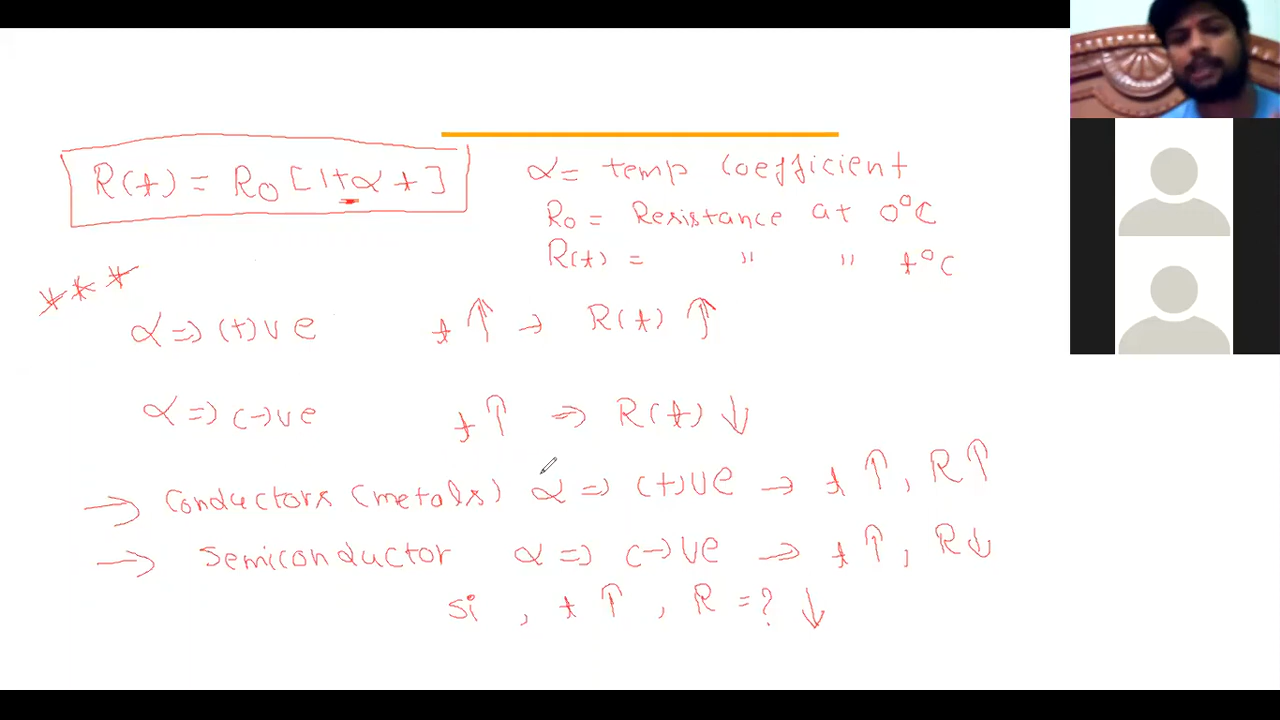 R(t) = R0 [1+α t]
α = temp coefficient
R0 = Resistance at 0°C
R(t) = " " t°C
***
α => (+)ve t ↑ → R(t) ↑
α => (-)ve t ↑ => R(t) ↓
→ Conductors (metals) α => (+)ve → t ↑, R ↑
→ Semiconductor α => (-)ve → t ↑, R ↓
Si, t ↑, R = ? ↓